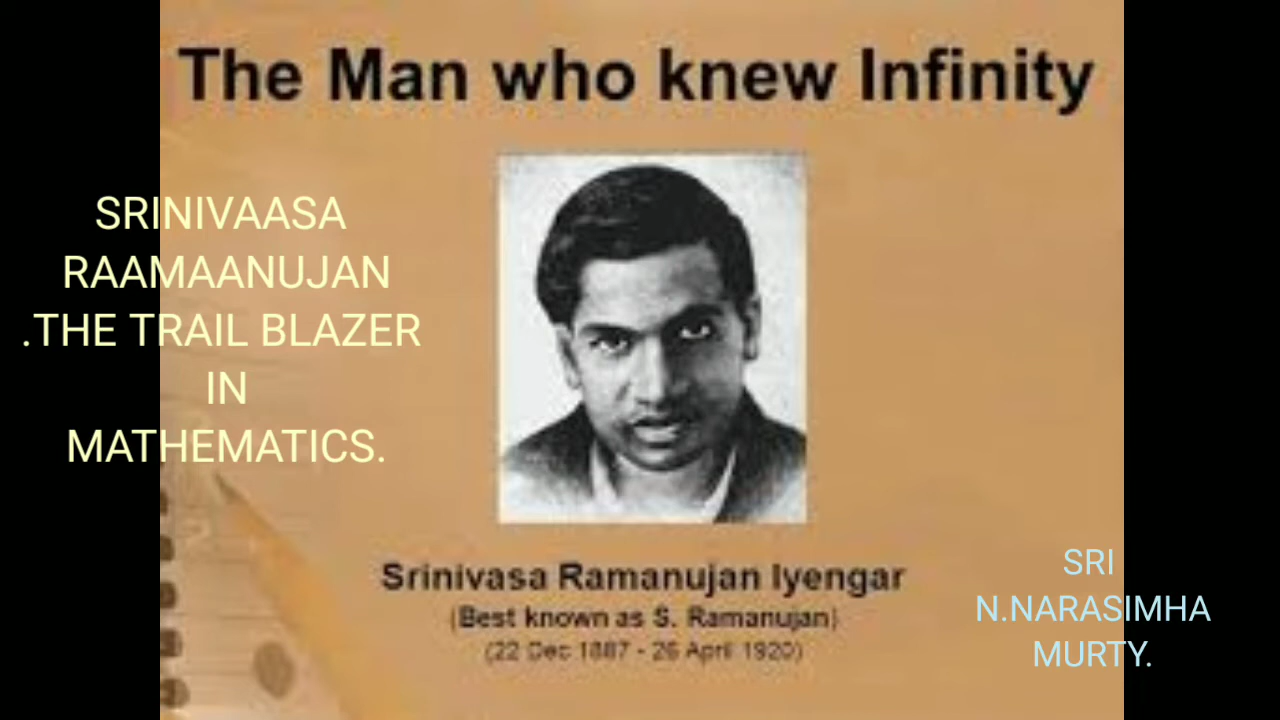 The Man who knew Infinity
SRINIVAASA
RAAMAANUJAN
.THE TRAIL BLAZER
IN
MATHEMATICS.
Srinivasa Ramanujan Iyengar
(Best known as S. Ramanujan)
(22 Dec 1887 - 26 April 1920)
SRI
N.NARASIMHA
MURTY.